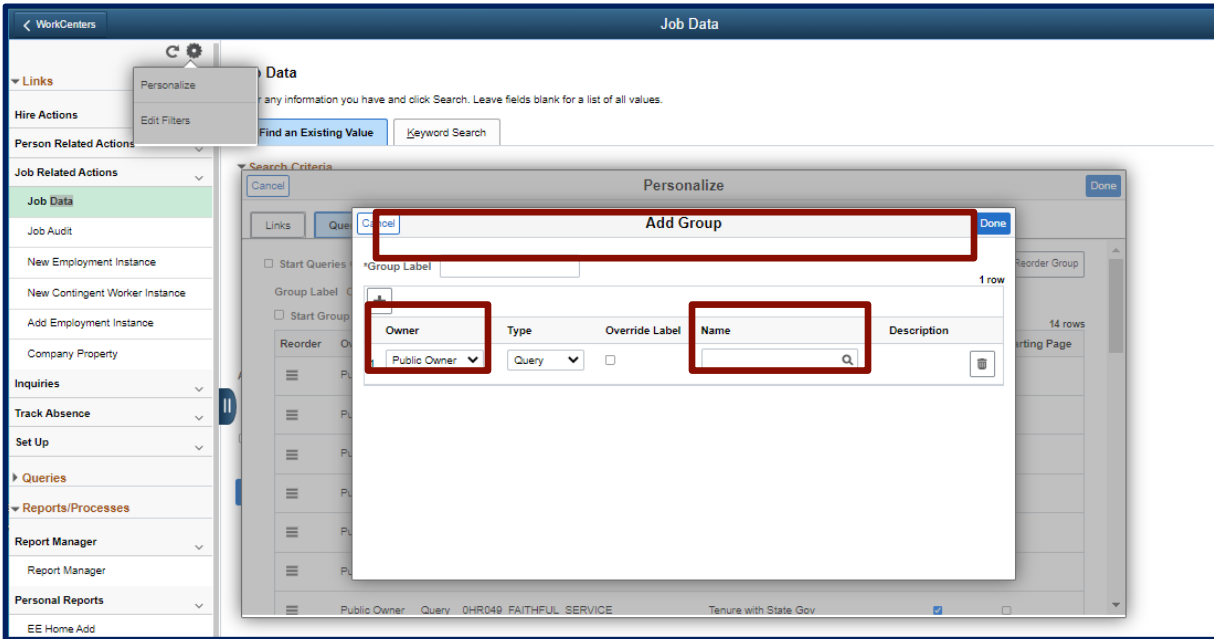 WorkCenters
Job Data
Links
Personalize
Edit Filters
Hire Actions
Person Related Actions
Job Related Actions
Job Data
Job Audit
New Employment Instance
New Contingent Worker Instance
Add Employment Instance
Company Property
Inquiries
Track Absence
Set Up
Queries
Reports/Processes
Report Manager
Report Manager
Personal Reports
EE Home Add
Data
any information you have and click Search. Leave fields blank for a list of all values.
Find an Existing Value Keyword Search
Search Criteria
Cancel Personalize Done
Links
Start Queries
Reorder Group
Group Label
Start Group
14 rows
Reorder
Page
Public Owner Query 0HR049_FAITHFUL_SERVICE Tenure with State Gov
Cancel Add Group Done
*Group Label
1 row
Owner Type Override Label Name Description
1 Public Owner Query